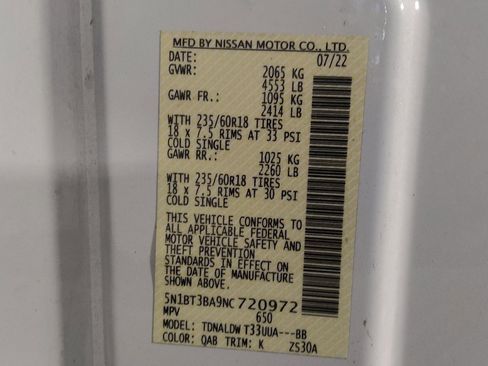 MFD BY NISSAN MOTOR CO., LTD.
DATE: 07/22
GVWR: 2065 KG
4553 LB
GAWR FR.: 1095 KG
2414 LB
WITH 235/60R18 TIRES
18 x 7.5 RIMS AT 33 PSI
COLD SINGLE
GAWR RR.: 1025 KG
2260 LB
WITH 235/60R18 TIRES
18 x 7.5 RIMS AT 30 PSI
COLD SINGLE
THIS VEHICLE CONFORMS TO
ALL APPLICABLE FEDERAL
MOTOR VEHICLE SAFETY AND
THEFT PREVENTION
STANDARDS IN EFFECT ON
THE DATE OF MANUFACTURE
SHOWN ABOVE.
5N1BT3BA9NC720972
MPV 650
MODEL: TDNALDW T33UUA---BB
COLOR: QAB TRIM: K ZS30A